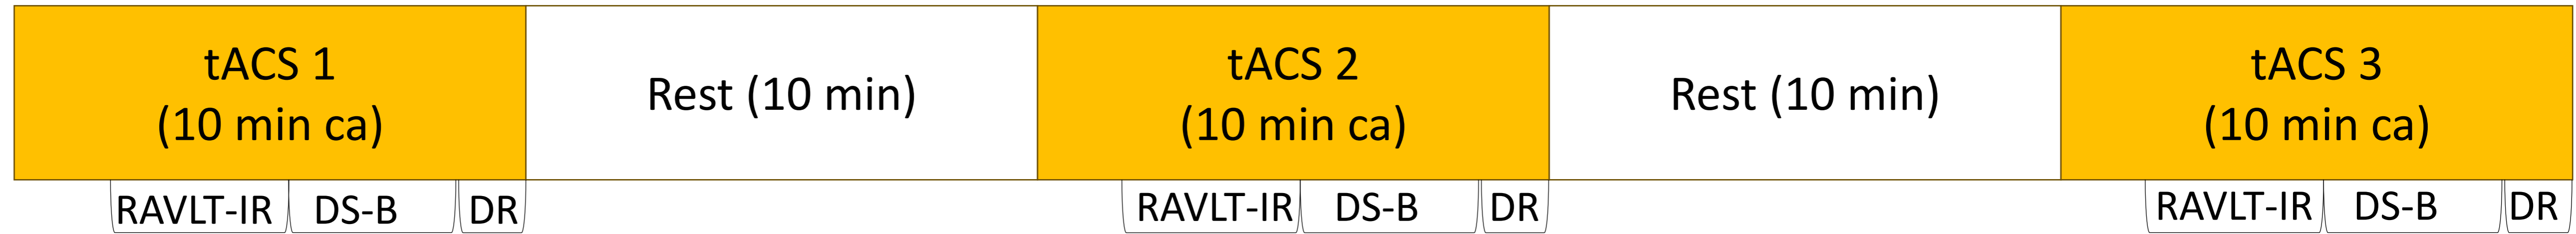 tACS 1
(10 min ca)
Rest (10 min)
tACS 2
(10 min ca)
Rest (10 min)
tACS 3
(10 min ca)
RAVLT-IR DS-B DR
RAVLT-IR DS-B DR
RAVLT-IR DS-B DR